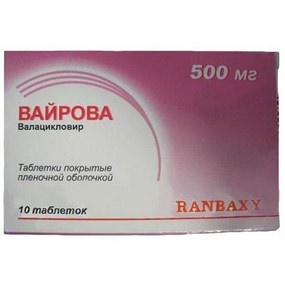 500 мг
ВАЙРОВА
Валацикловир
Таблетки покрытые
пленочной оболочкой
10 таблеток
RANBAXY